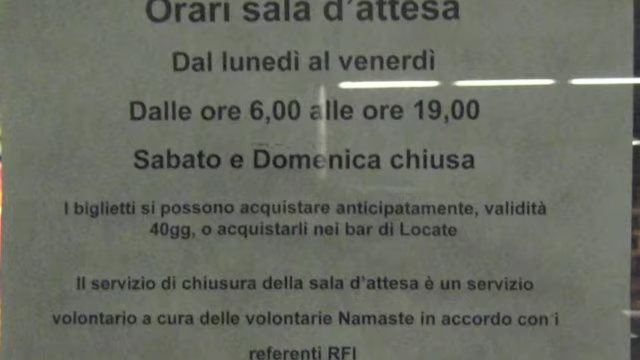 Orari sala d'attesa
Dal lunedì al venerdì
Dalle ore 6,00 alle ore 19,00
Sabato e Domenica chiusa
I biglietti si possono acquistare anticipatamente, validità
40gg, o acquistarli nei bar di Locate
Il servizio di chiusura della sala d'attesa è un servizio
volontario a cura delle volontarie Namaste in accordo con i
referenti RFI